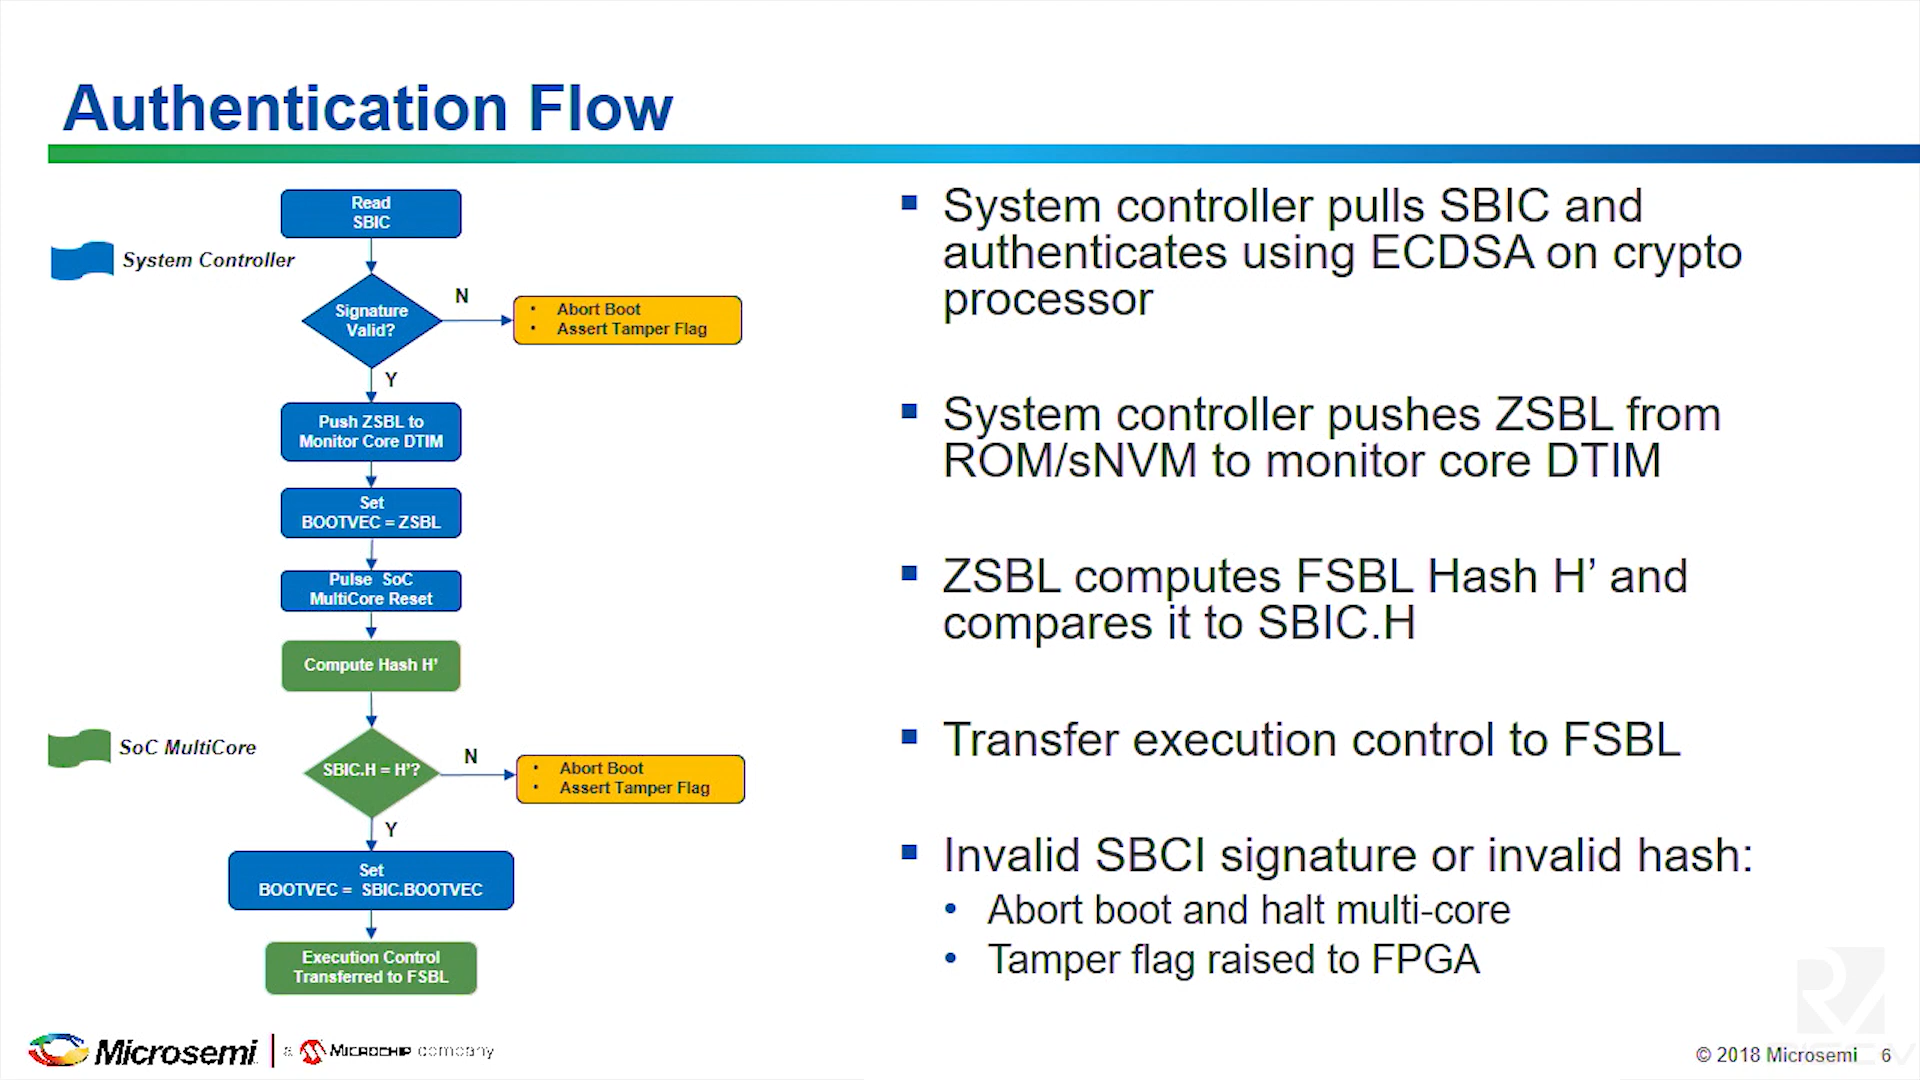 Authentication Flow
Read
SBIC
System Controller
Signature
Valid?
N
• Abort Boot
• Assert Tamper Flag
Y
Push ZSBL to
Monitor Core DTIM
Set
BOOTVEC = ZSBL
Pulse SoC
MultiCore Reset
Compute Hash H’
SoC MultiCore
SBIC.H = H’?
N
• Abort Boot
• Assert Tamper Flag
Y
Set
BOOTVEC = SBIC.BOOTVEC
Execution Control
Transferred to FSBL
▪ System controller pulls SBIC and
authenticates using ECDSA on crypto
processor
▪ System controller pushes ZSBL from
ROM/sNVM to monitor core DTIM
▪ ZSBL computes FSBL Hash H’ and
compares it to SBIC.H
▪ Transfer execution control to FSBL
▪ Invalid SBCI signature or invalid hash:
• Abort boot and halt multi-core
• Tamper flag raised to FPGA
Microsemi | a MICROCHIP company
© 2018 Microsemi 6